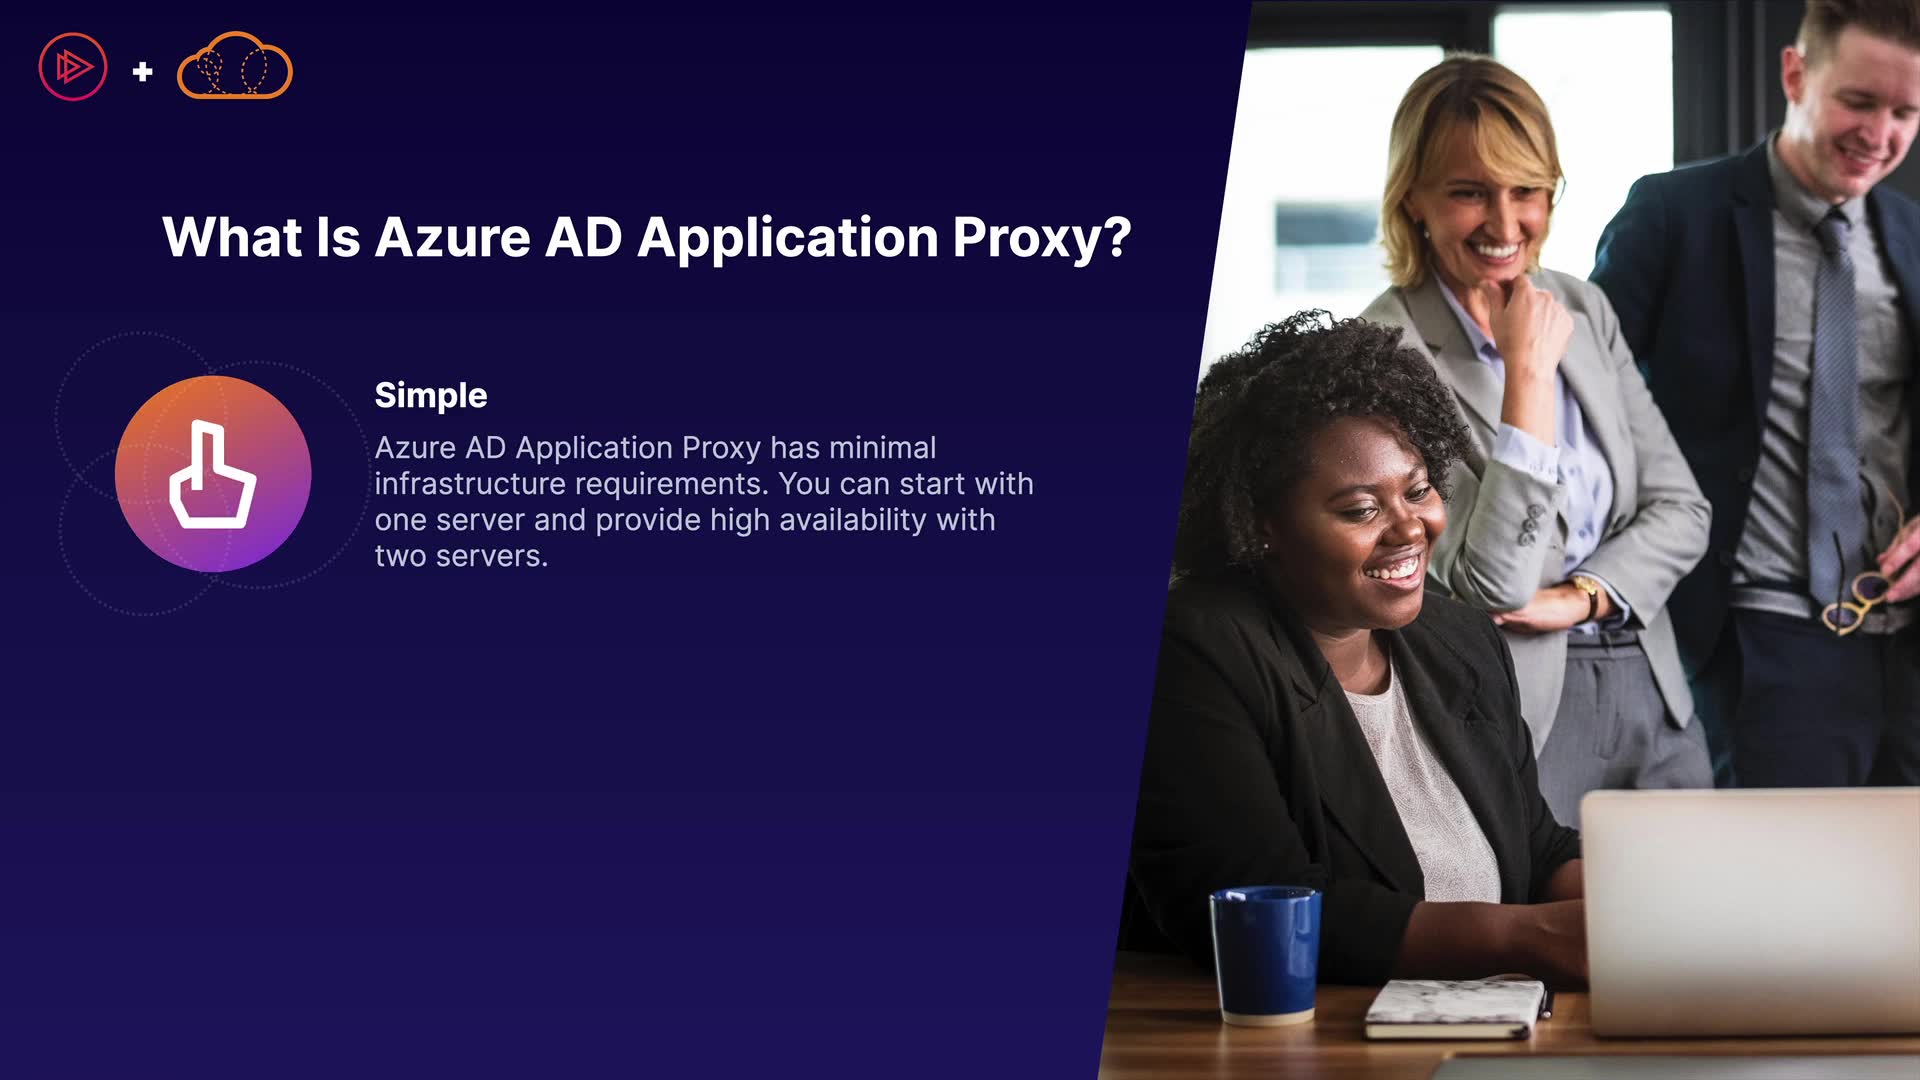 What Is Azure AD Application Proxy?
Simple
Azure AD Application Proxy has minimal
infrastructure requirements. You can start with
one server and provide high availability with
two servers.